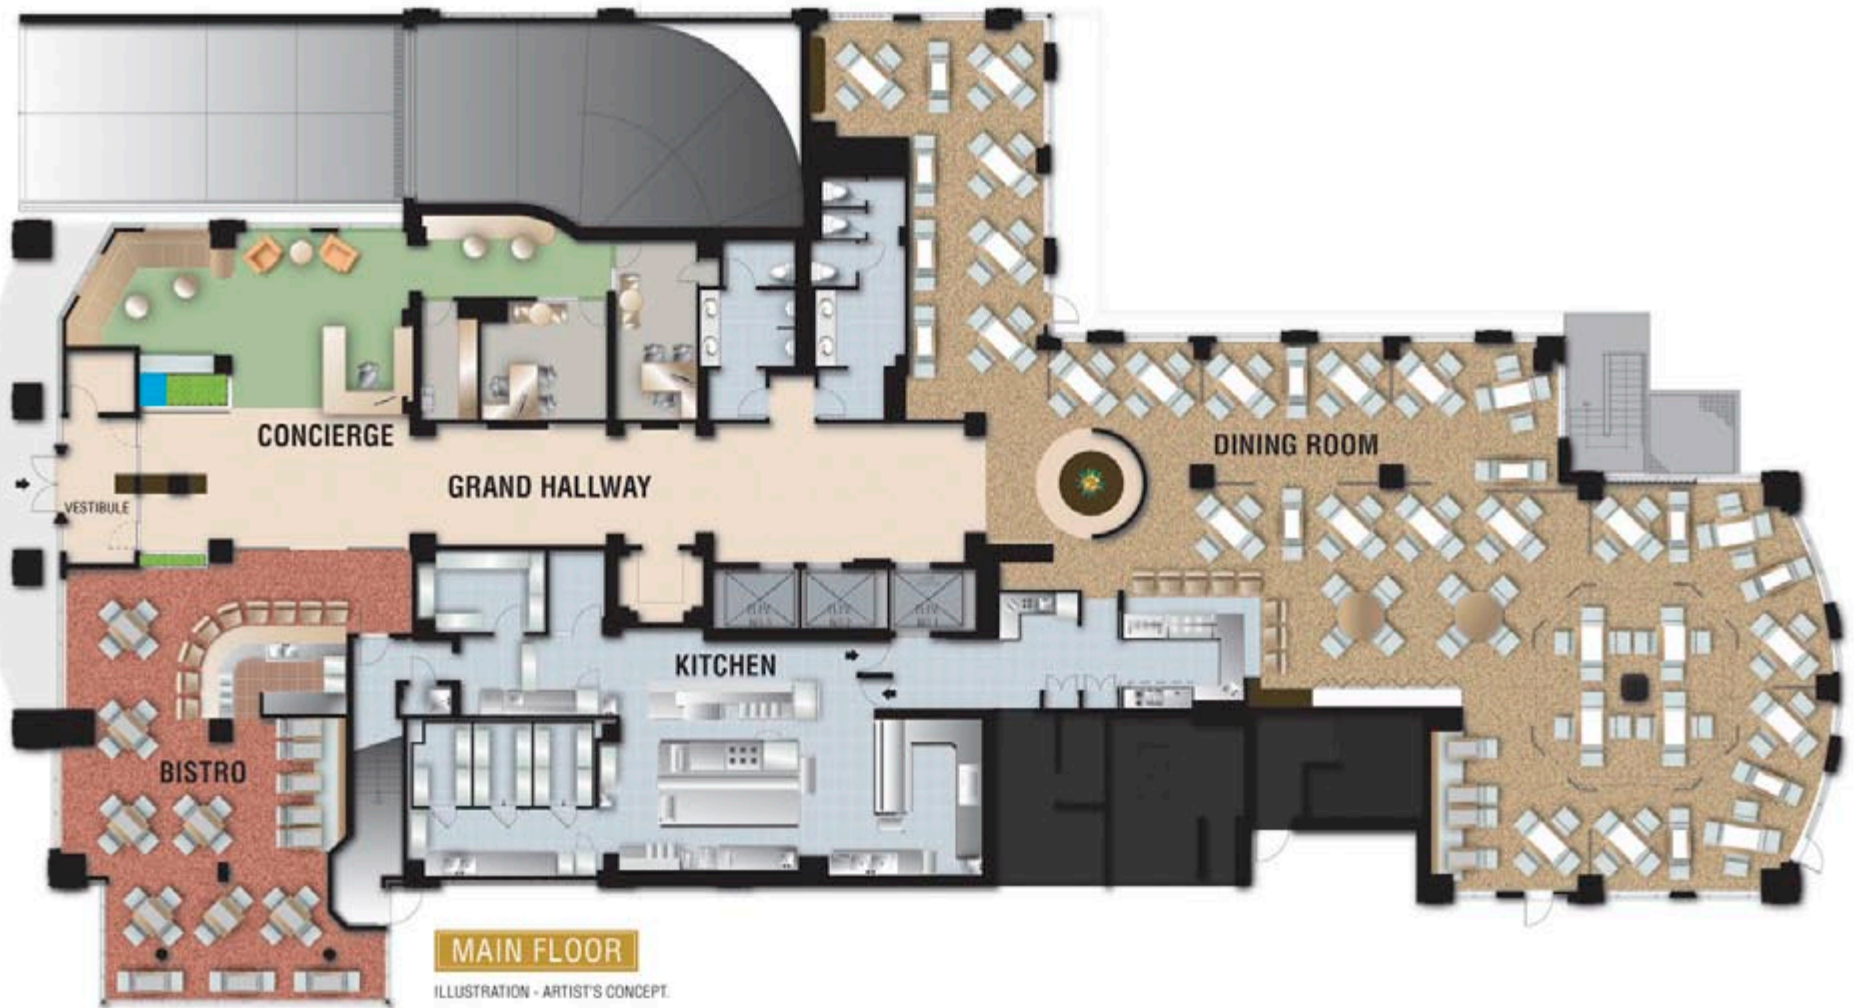 CONCIERGE
DINING ROOM
GRAND HALLWAY
VESTIBULE
KITCHEN
BISTRO
MAIN FLOOR
ILLUSTRATION - ARTIST'S CONCEPT.